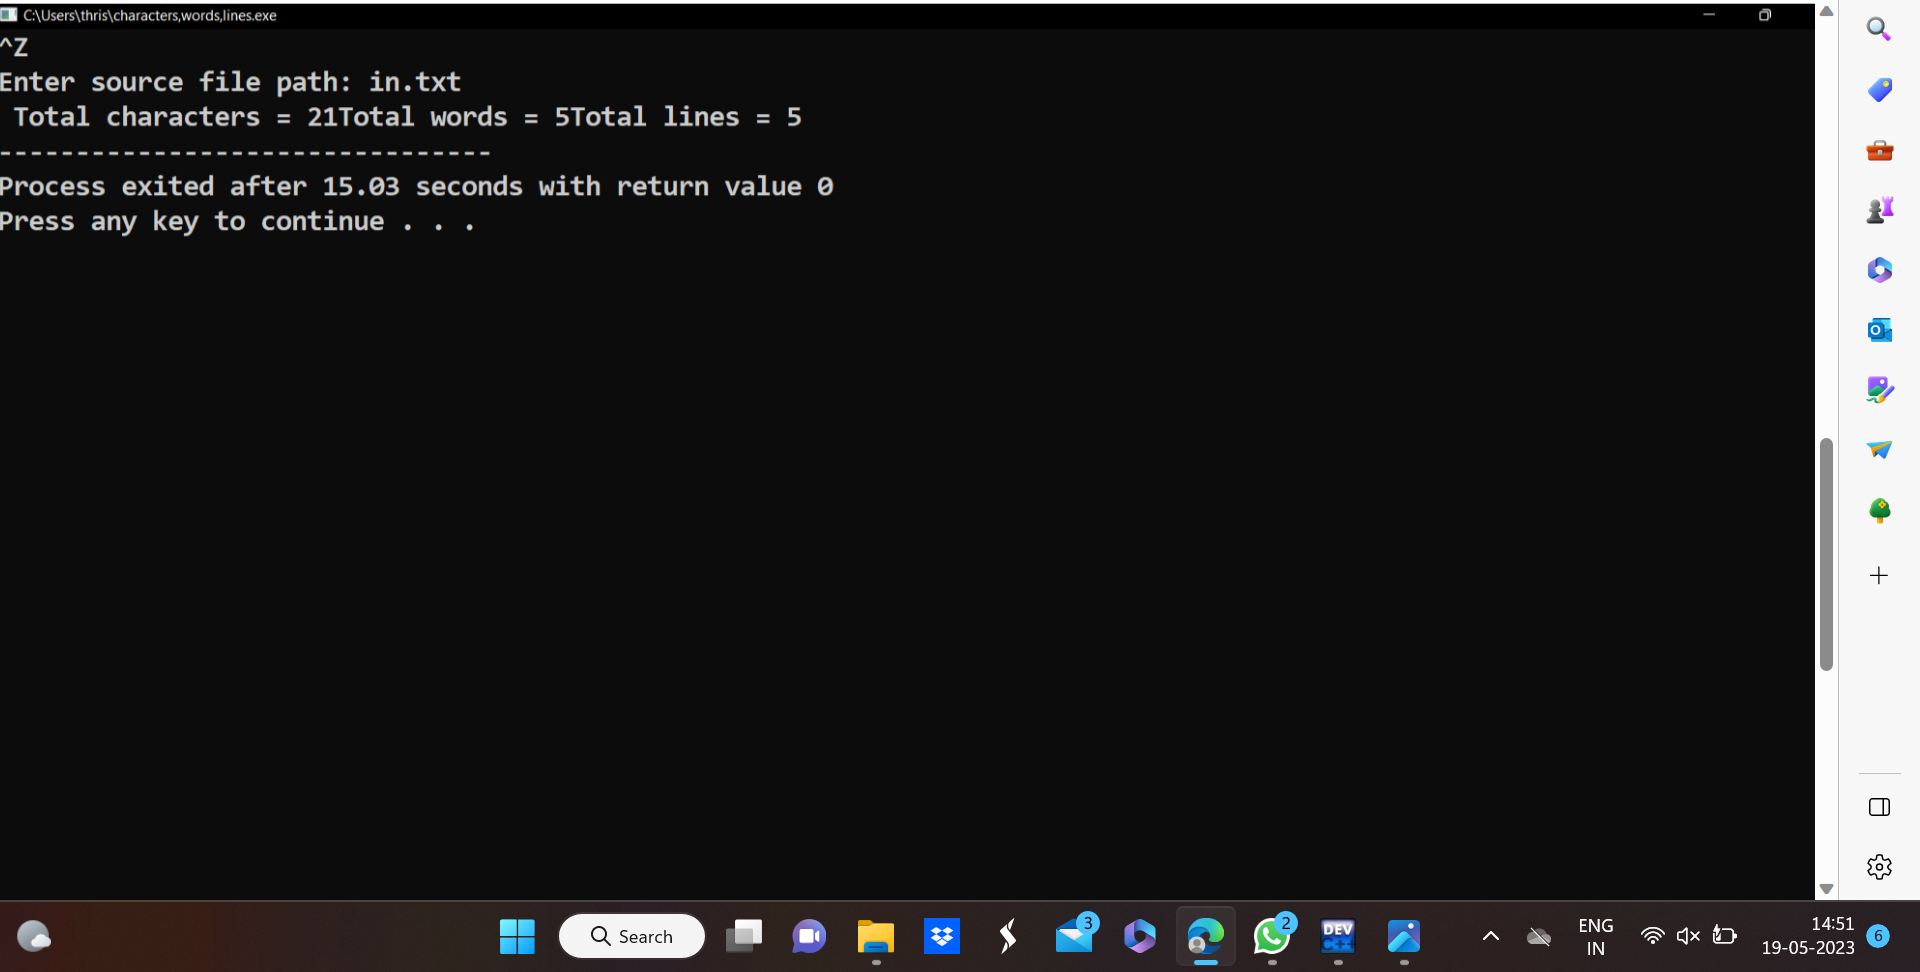 C:\Users\thris\characters,words,lines.exe
^Z
Enter source file path: in.txt
 Total characters = 21Total words = 5Total lines = 5
--------------------------------
Process exited after 15.03 seconds with return value 0
Press any key to continue . . .
Search
3
2
DEV
C++
ENG
IN
14:51
19-05-2023
6